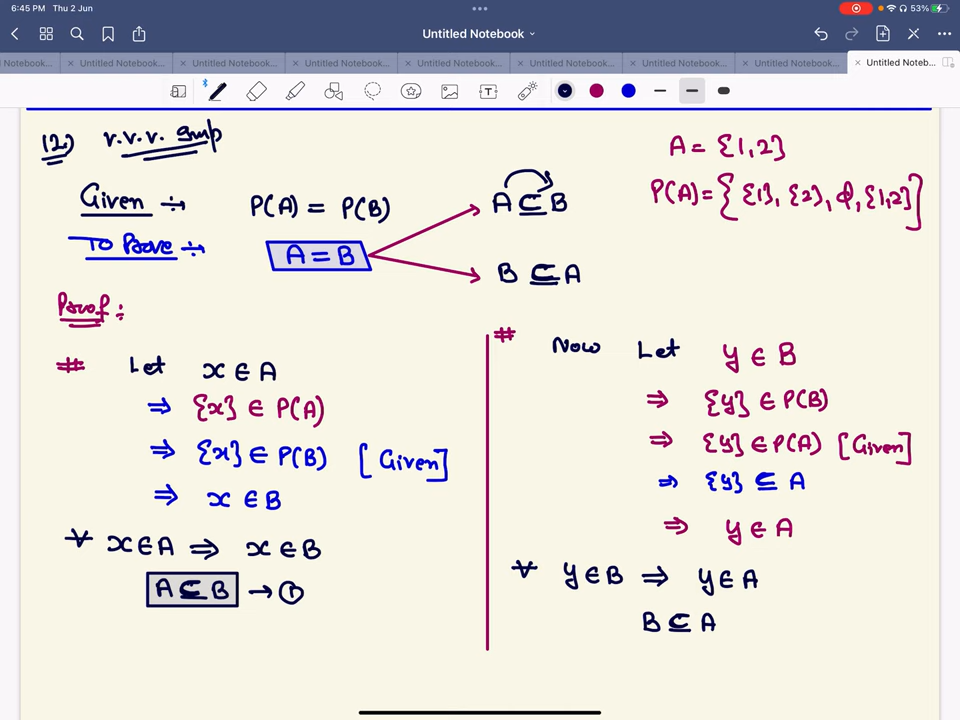 6:45 PM Thu 2 Jun
53%
Untitled Notebook
Notebook... Untitled Notebook... Untitled Notebook... Untitled Notebook... Untitled Notebook... Untitled Notebook... Untitled Notebook... Untitled Noteb...
12) v.v.v. Imp
Given ÷ P(A) = P(B)
To Prove ÷ A = B
A ⊆ B
B ⊆ A
A = {1,2}
P(A) = { {1}, {2}, ϕ, {1,2} }
Proof :
# Let x ∈ A
⇒ {x} ∈ P(A)
⇒ {x} ∈ P(B) [Given]
⇒ x ∈ B
∀ x ∈ A ⇒ x ∈ B
A ⊆ B → ①
# Now Let y ∈ B
⇒ {y} ∈ P(B)
⇒ {y} ∈ P(A) [Given]
⇒ {y} ⊆ A
⇒ y ∈ A
∀ y ∈ B ⇒ y ∈ A
B ⊆ A